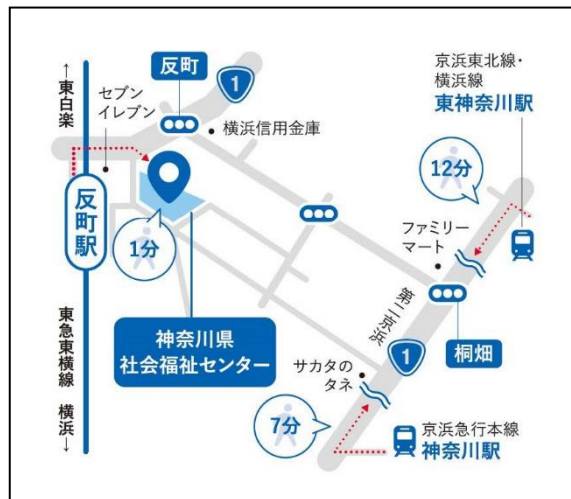 反町
1
京浜東北線・
横浜線
東神奈川駅
↑東白楽
セブン
イレブン
横浜信用金庫
12分
反町駅
1分
ファミリー
マート
神奈川県
社会福祉センター
第二京浜
1
桐畑
サカタの
タネ
東急東横線 横浜↓
7分
京浜急行本線
神奈川駅